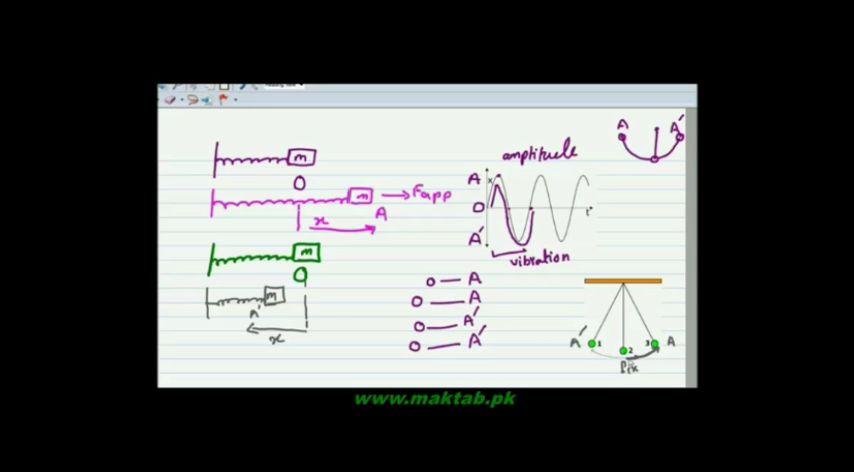 m
O
m Fapp
x A
m
O
m
A'
x
amplitude
A x
O t
A'
vibration
O — A
O — A
O — A'
O — A'
A A'
A' 1 2 3 A
www.maktab.pk